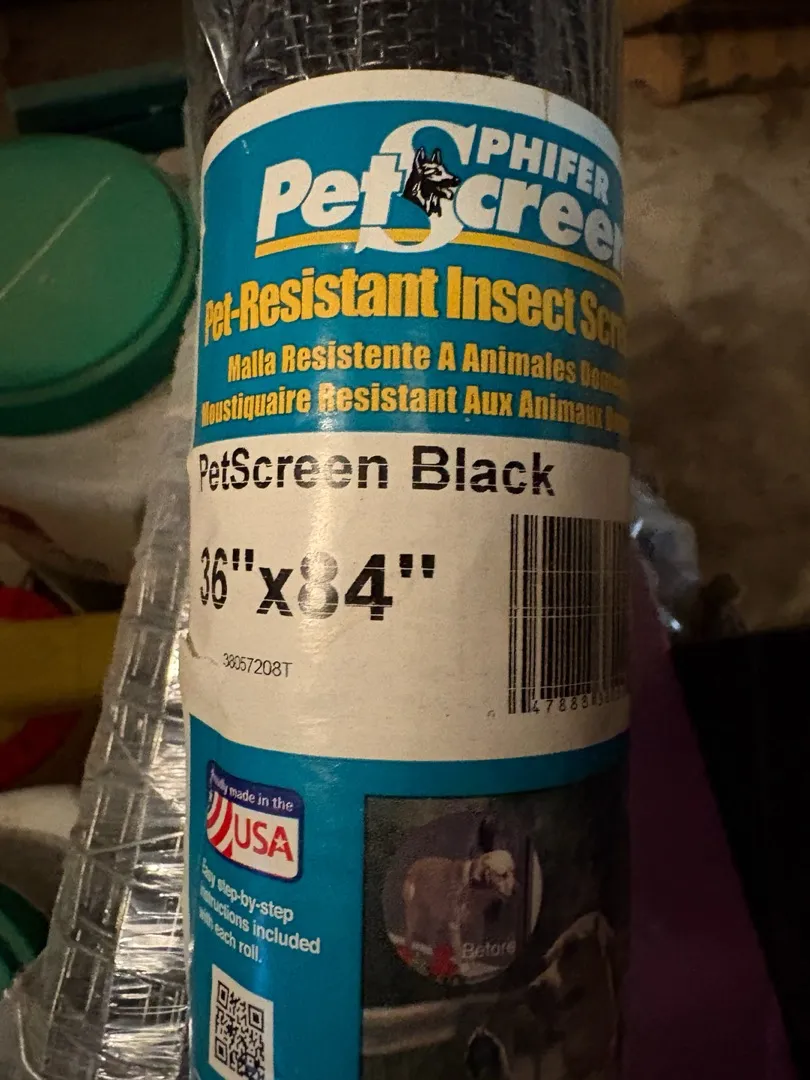 PHIFER
PetScreen
Pet-Resistant Insect
Malla Resistente A Animales
Moustiquaire Resistant Aux Animaux
PetScreen Black
36"x84"
38057208T
47888
made in the
USA
Easy step-by-step
instructions included
with each roll.
Before